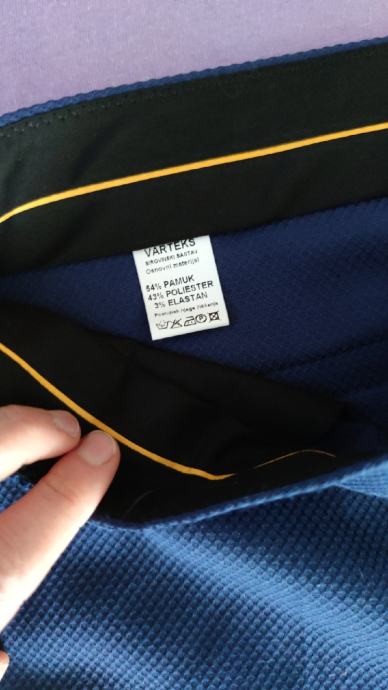 VARTEKS
SIROVINSKI SASTAV
Osnovni materijal
54% PAMUK
43% POLIESTER
3% ELASTAN